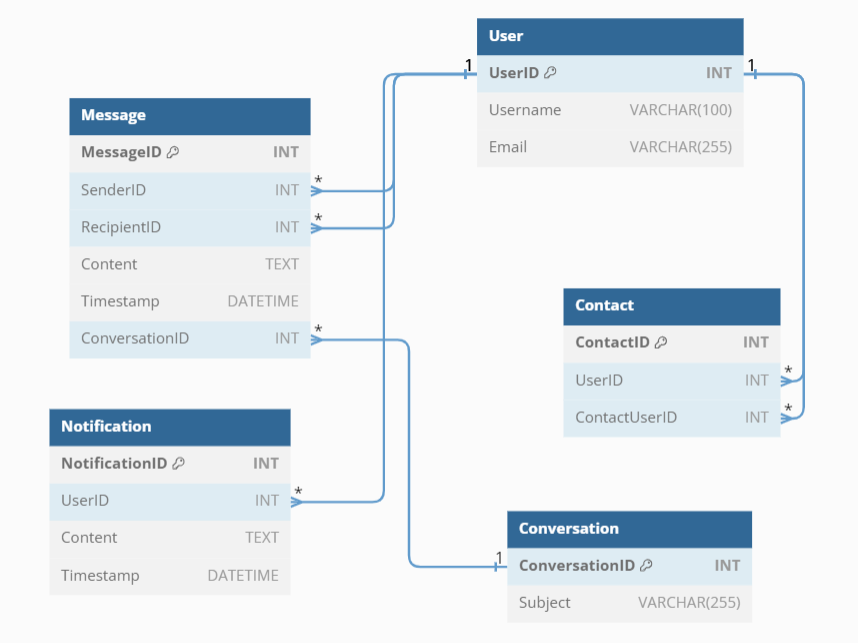 User
UserID INT
Username VARCHAR(100)
Email VARCHAR(255)
1
1
Message
MessageID INT
SenderID INT
*
RecipientID INT
*
Content TEXT
Timestamp DATETIME
ConversationID INT
*
Contact
ContactID INT
UserID INT
*
ContactUserID INT
*
Notification
NotificationID INT
UserID INT
*
Content TEXT
Timestamp DATETIME
Conversation
1
ConversationID INT
Subject VARCHAR(255)